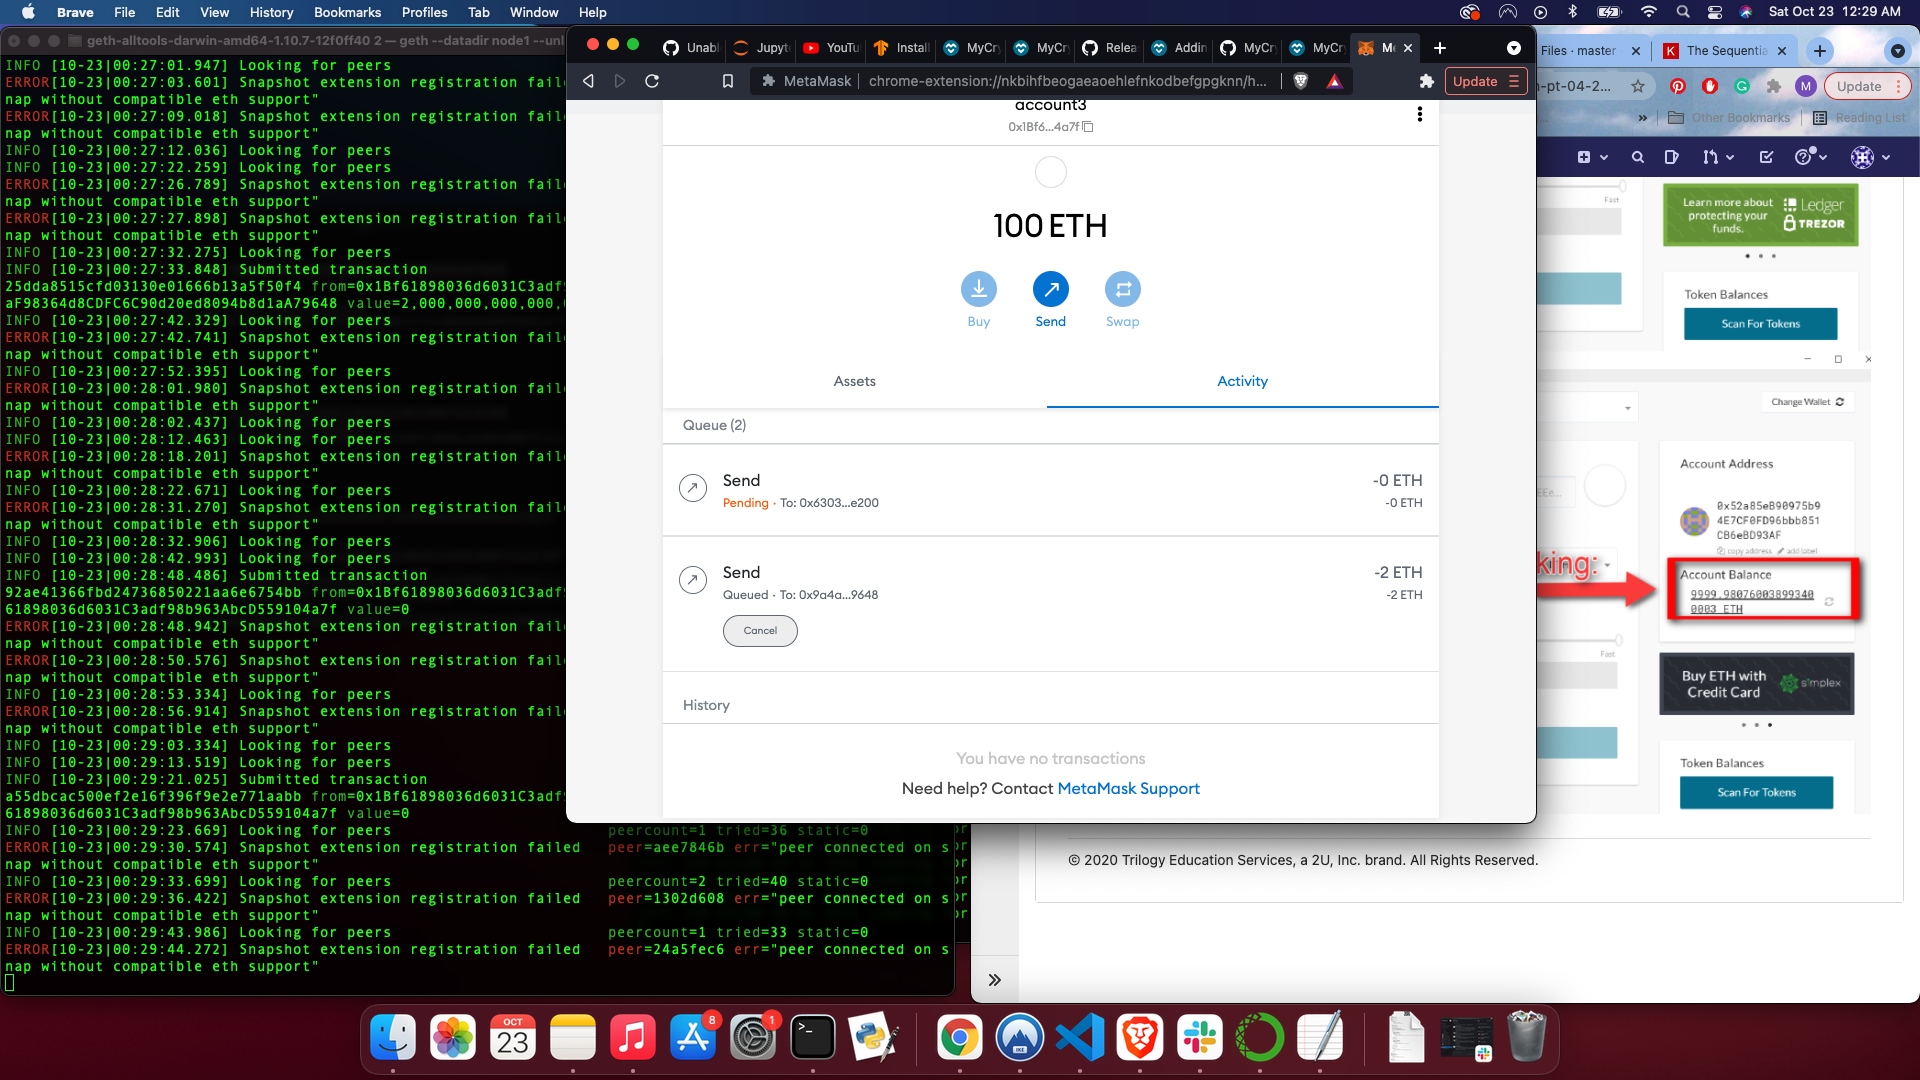 Brave File Edit View History Bookmarks Profiles Tab Window Help
Sat Oct 23 12:29 AM
geth-alltools-darwin-amd64-1.10.7-12f0ff40 2 — geth --datadir node1 --unl
INFO [10-23|00:27:01.947] Looking for peers
ERROR[10-23|00:27:03.601] Snapshot extension registration faile
nap without compatible eth support"
ERROR[10-23|00:27:09.018] Snapshot extension registration faile
nap without compatible eth support"
INFO [10-23|00:27:12.036] Looking for peers
INFO [10-23|00:27:22.259] Looking for peers
ERROR[10-23|00:27:26.789] Snapshot extension registration faile
nap without compatible eth support"
ERROR[10-23|00:27:27.898] Snapshot extension registration faile
nap without compatible eth support"
INFO [10-23|00:27:32.275] Looking for peers
INFO [10-23|00:27:33.848] Submitted transaction
25dda8515cfd03130e01666b13a5f50f4 from=0x1Bf61898036d6031C3adf9
aF98364d8CDFC6C90d20ed8094b8d1aA79648 value=2,000,000,000,000,0
INFO [10-23|00:27:42.329] Looking for peers
ERROR[10-23|00:27:42.741] Snapshot extension registration faile
nap without compatible eth support"
INFO [10-23|00:27:52.395] Looking for peers
ERROR[10-23|00:28:01.980] Snapshot extension registration faile
nap without compatible eth support"
INFO [10-23|00:28:02.437] Looking for peers
INFO [10-23|00:28:12.463] Looking for peers
ERROR[10-23|00:28:18.201] Snapshot extension registration faile
nap without compatible eth support"
INFO [10-23|00:28:22.671] Looking for peers
ERROR[10-23|00:28:31.270] Snapshot extension registration faile
nap without compatible eth support"
INFO [10-23|00:28:32.906] Looking for peers
INFO [10-23|00:28:42.993] Looking for peers
INFO [10-23|00:28:48.486] Submitted transaction
92ae41366fbd24736850221aa6e6754bb from=0x1Bf61898036d6031C3adf9
61898036d6031C3adf98b963AbcD559104a7f value=0
ERROR[10-23|00:28:48.942] Snapshot extension registration faile
nap without compatible eth support"
ERROR[10-23|00:28:50.576] Snapshot extension registration faile
nap without compatible eth support"
INFO [10-23|00:28:53.334] Looking for peers
ERROR[10-23|00:28:56.914] Snapshot extension registration faile
nap without compatible eth support"
INFO [10-23|00:29:03.334] Looking for peers
INFO [10-23|00:29:13.519] Looking for peers
INFO [10-23|00:29:21.025] Submitted transaction
a55dbcac500ef2e16f396f9e2e771aabb from=0x1Bf61898036d6031C3adf9
61898036d6031C3adf98b963AbcD559104a7f value=0
INFO [10-23|00:29:23.669] Looking for peers peercount=1 tried=36 static=0
ERROR[10-23|00:29:30.574] Snapshot extension registration failed peer=aee7846b err="peer connected on s
nap without compatible eth support"
INFO [10-23|00:29:33.699] Looking for peers peercount=2 tried=40 static=0
ERROR[10-23|00:29:36.422] Snapshot extension registration failed peer=1302d608 err="peer connected on s
nap without compatible eth support"
INFO [10-23|00:29:43.986] Looking for peers peercount=1 tried=33 static=0
ERROR[10-23|00:29:44.272] Snapshot extension registration failed peer=24a5fec6 err="peer connected on s
nap without compatible eth support"
Unabl Jupyte YouTu Install MyCry MyCry Relea Addin MyCry MyCry Me
MetaMask chrome-extension://nkbihfbeogaeaoehlefnkodbefgpgknn/h... Update
account3
0x1Bf6...4a7f
100 ETH
Buy Send Swap
Assets Activity
Queue (2)
Send -0 ETH
Pending · To: 0x6303...e200 -0 ETH
Send -2 ETH
Queued · To: 0x9a4a...9648 -2 ETH
Cancel
History
You have no transactions
Need help? Contact MetaMask Support
Files · master The Sequentia
-pt-04-2... M Update
Other Bookmarks Reading List
Fast
Learn more about protecting your funds.
Ledger
TREZOR
Token Balances
Scan For Tokens
Change Wallet
Account Address
0x52a85eB90975b9
4E7CF0FD96bbb851
CB6eBD93AF
copy address add label
king:
Account Balance
9999.98076003899340
0003 ETH
Fast
Buy ETH with
Credit Card
simplex
Token Balances
Scan For Tokens
© 2020 Trilogy Education Services, a 2U, Inc. brand. All Rights Reserved.
OCT
23
8
1